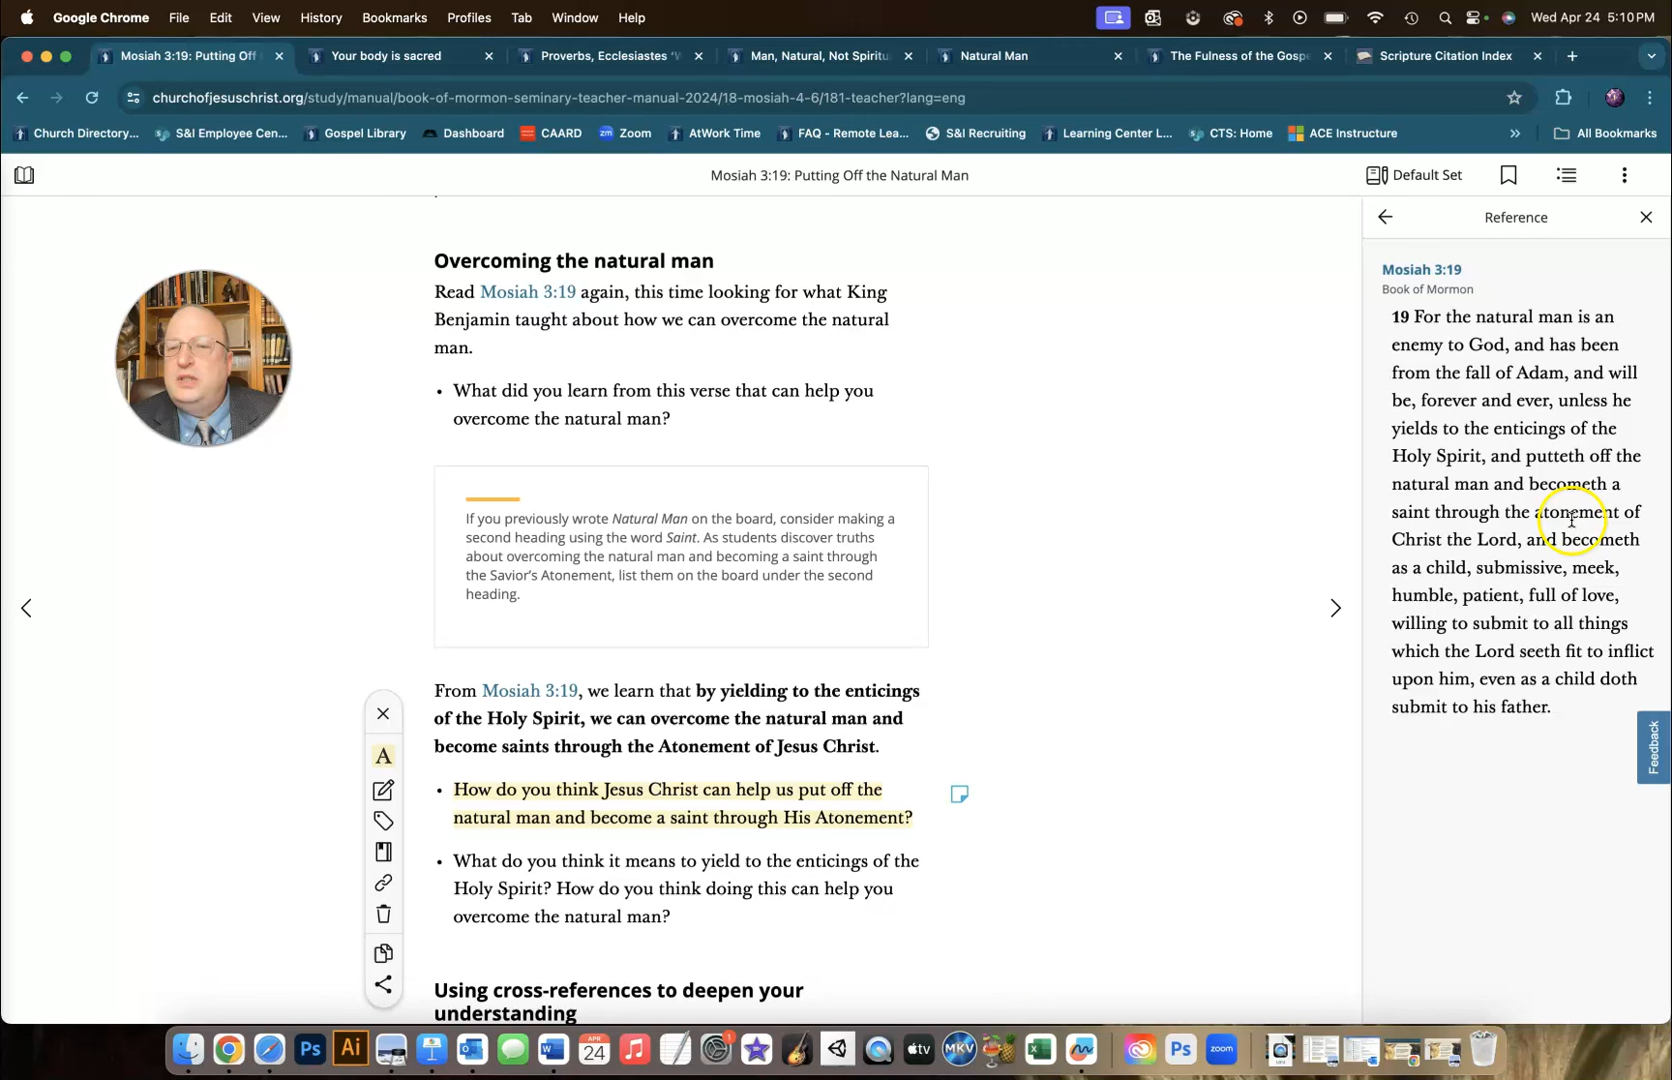 Google Chrome File Edit View History Bookmarks Profiles Tab Window Help Wed Apr 24 5:10 PM
Mosiah 3:19: Putting Off Your body is sacred Proverbs, Ecclesiastes ‘W Man, Natural, Not Spiritu Natural Man The Fulness of the Gospe Scripture Citation Index
churchofjesuschrist.org/study/manual/book-of-mormon-seminary-teacher-manual-2024/18-mosiah-4-6/181-teacher?lang=eng
Church Directory... S&I Employee Cen... Gospel Library Dashboard CAARD Zoom AtWork Time FAQ - Remote Lea... S&I Recruiting Learning Center L... CTS: Home ACE Instructure » All Bookmarks
Mosiah 3:19: Putting Off the Natural Man Default Set
Overcoming the natural man
Read Mosiah 3:19 again, this time looking for what King
Benjamin taught about how we can overcome the natural
man.
• What did you learn from this verse that can help you
overcome the natural man?
If you previously wrote Natural Man on the board, consider making a
second heading using the word Saint. As students discover truths
about overcoming the natural man and becoming a saint through
the Savior’s Atonement, list them on the board under the second
heading.
From Mosiah 3:19, we learn that by yielding to the enticings
of the Holy Spirit, we can overcome the natural man and
become saints through the Atonement of Jesus Christ.
• How do you think Jesus Christ can help us put off the
natural man and become a saint through His Atonement?
• What do you think it means to yield to the enticings of the
Holy Spirit? How do you think doing this can help you
overcome the natural man?
Using cross-references to deepen your
understanding
A
Reference
Mosiah 3:19
Book of Mormon
19 For the natural man is an
enemy to God, and has been
from the fall of Adam, and will
be, forever and ever, unless he
yields to the enticings of the
Holy Spirit, and putteth off the
natural man and becometh a
saint through the atonement of
Christ the Lord, and becometh
as a child, submissive, meek,
humble, patient, full of love,
willing to submit to all things
which the Lord seeth fit to inflict
upon him, even as a child doth
submit to his father.
Feedback
Ps Ai APR 24 tv MKV Ps zoom